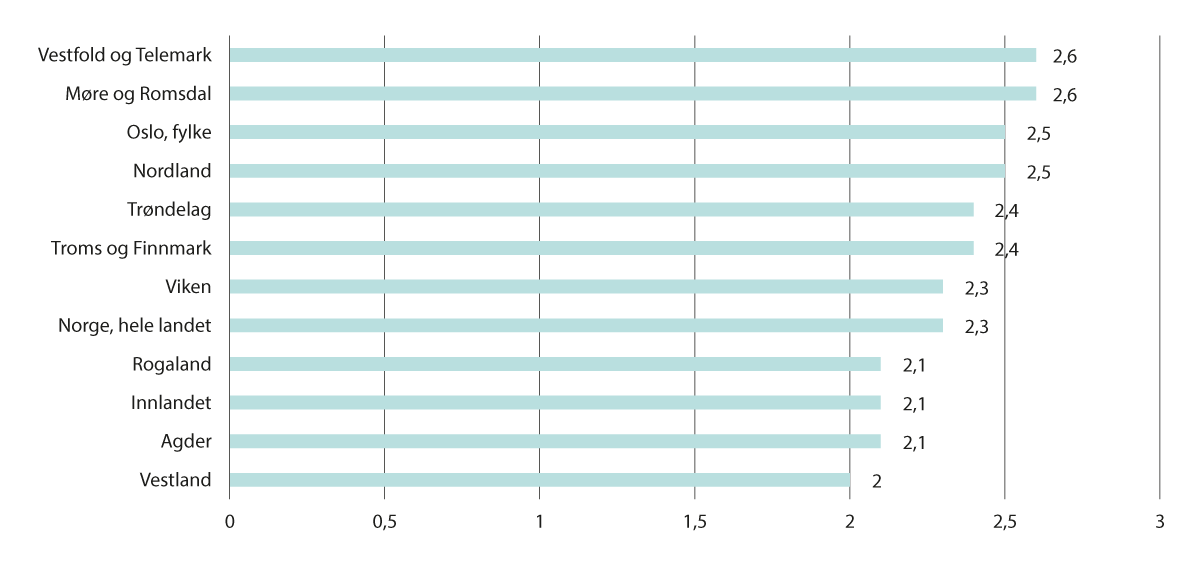 Vestfold og Telemark 2,6
Møre og Romsdal 2,6
Oslo, fylke 2,5
Nordland 2,5
Trøndelag 2,4
Troms og Finnmark 2,4
Viken 2,3
Norge, hele landet 2,3
Rogaland 2,1
Innlandet 2,1
Agder 2,1
Vestland 2
0 0,5 1 1,5 2 2,5 3